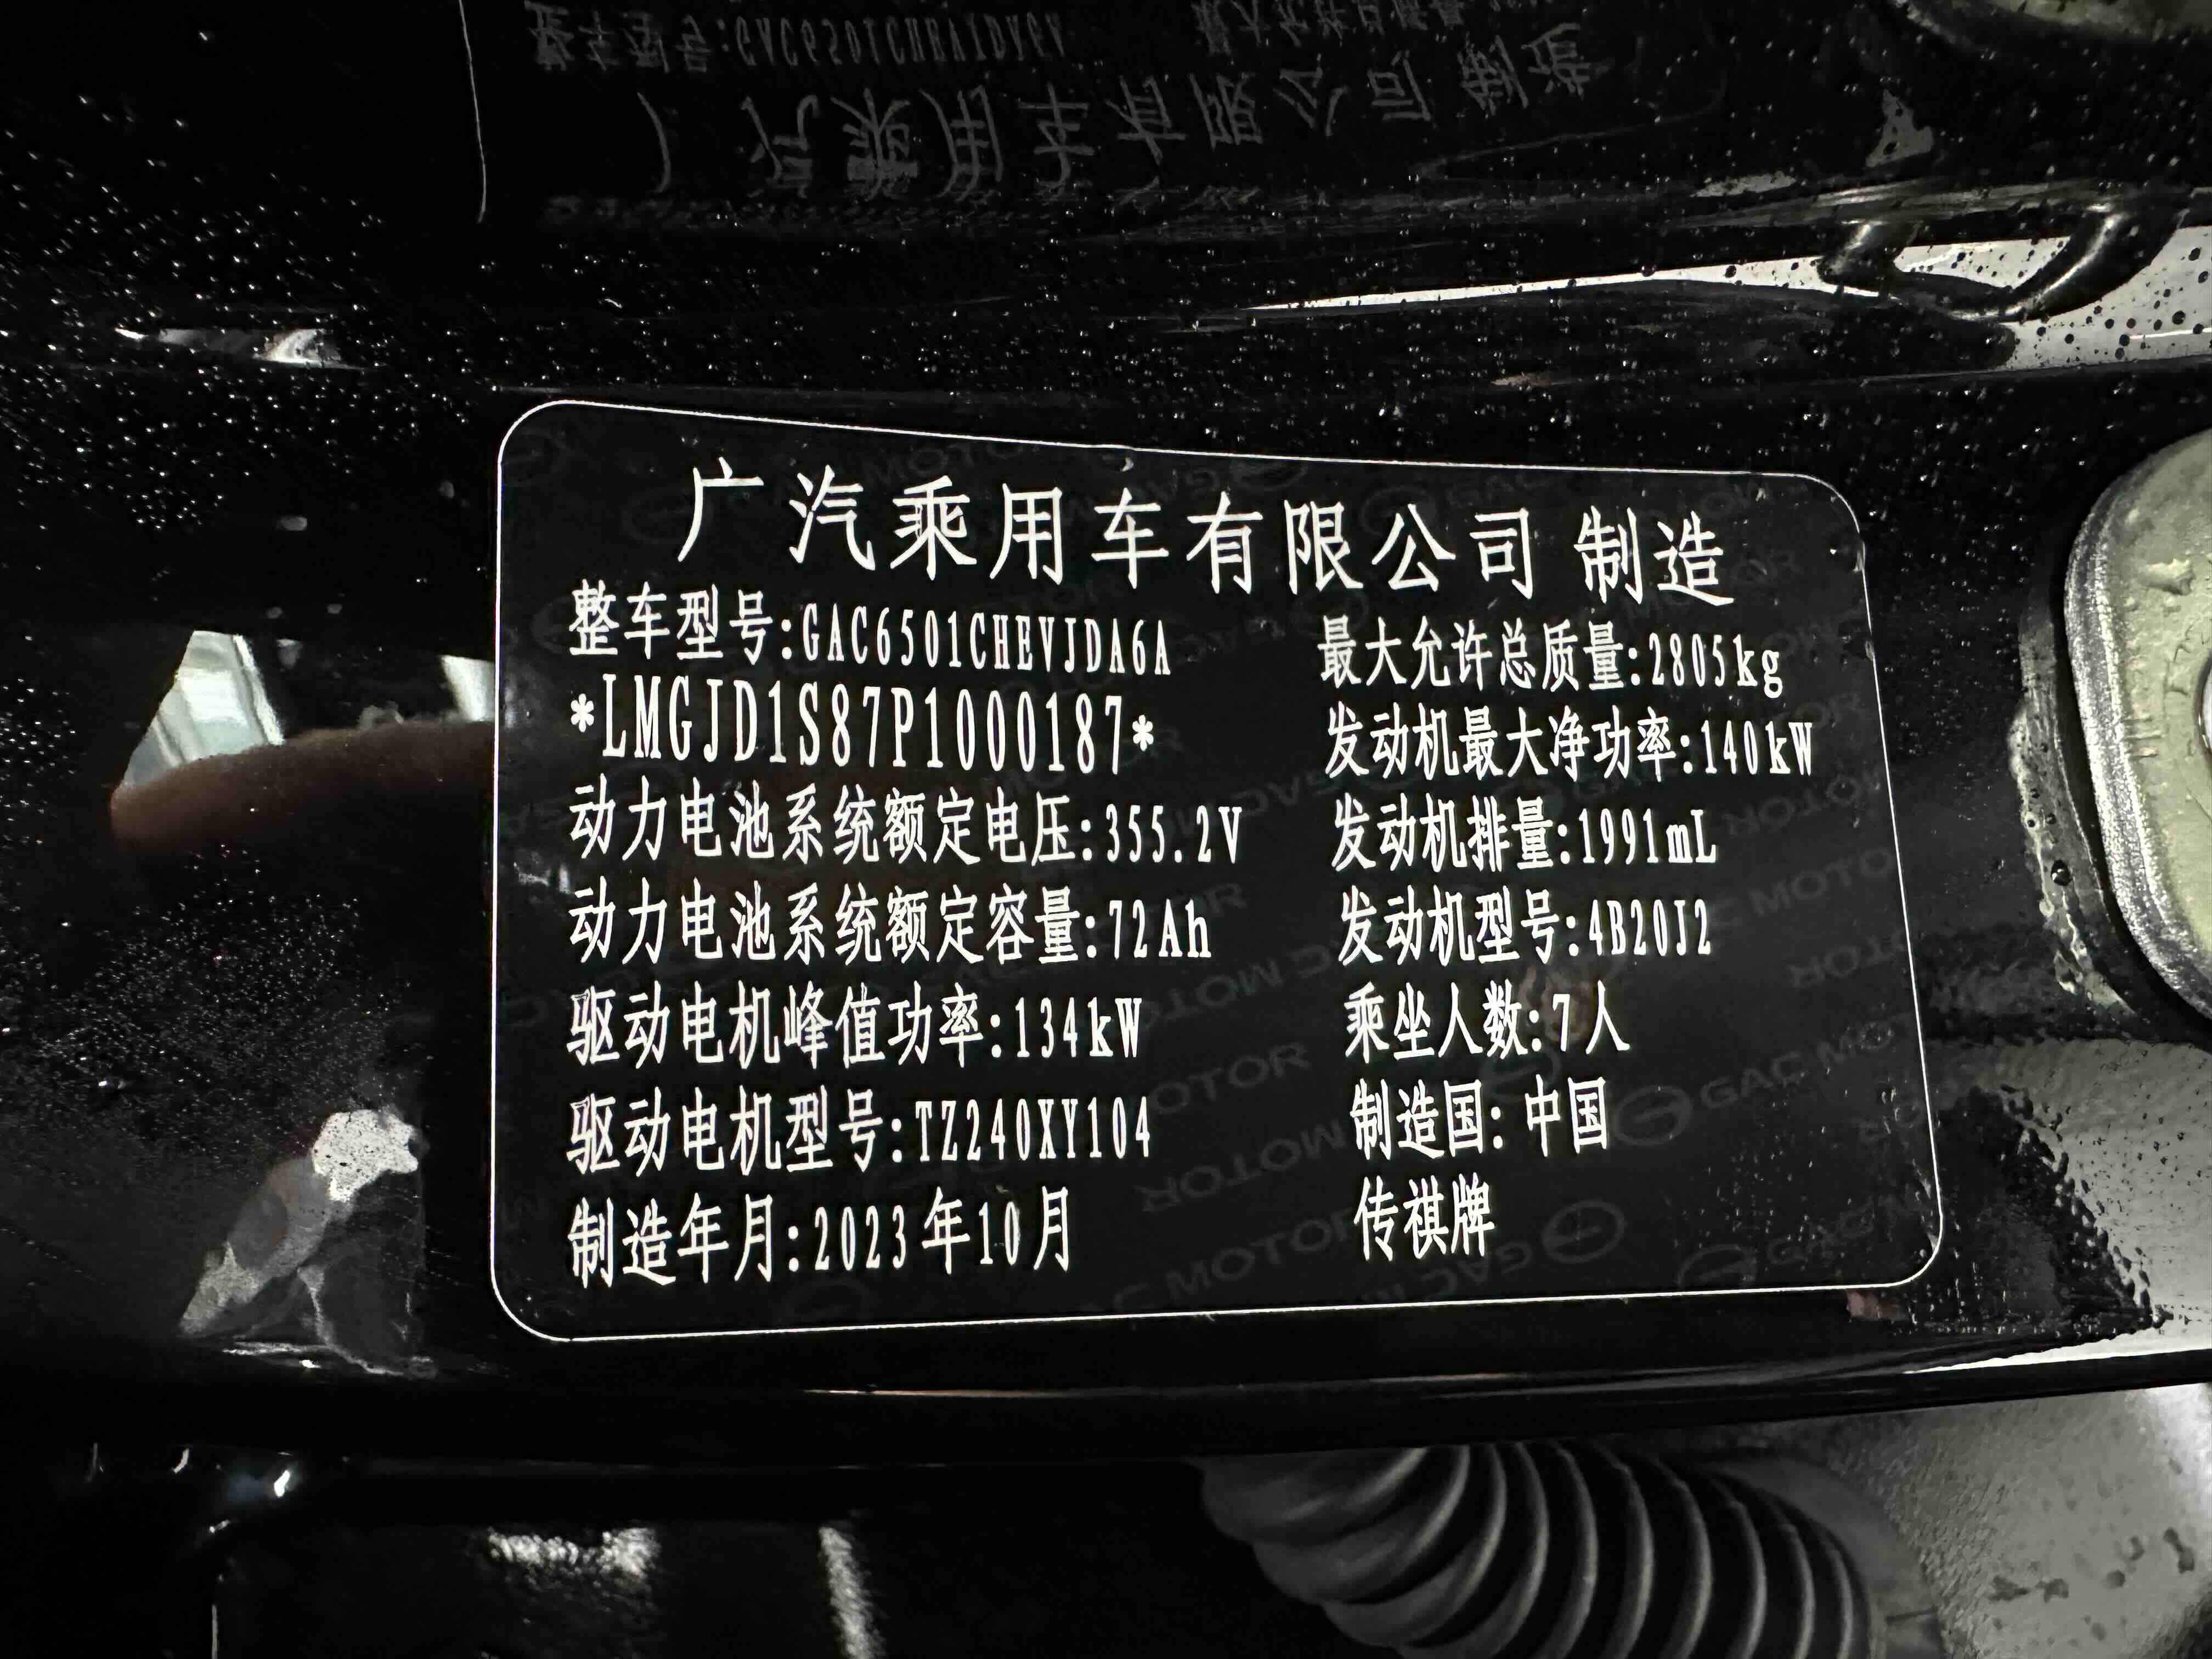 广汽乘用车有限公司 制造
整车型号:GAC6501CHEVJDA6A
*LMGJD1S87P1000187*
动力电池系统额定电压:355.2V
动力电池系统额定容量:72Ah
驱动电机峰值功率:134kW
驱动电机型号:TZ240XY104
制造年月:2023年10月
最大允许总质量:2805kg
发动机最大净功率:140kW
发动机排量:1991mL
发动机型号:4B20J2
乘坐人数:7人
制造国:中国
传祺牌
GAC MOTOR